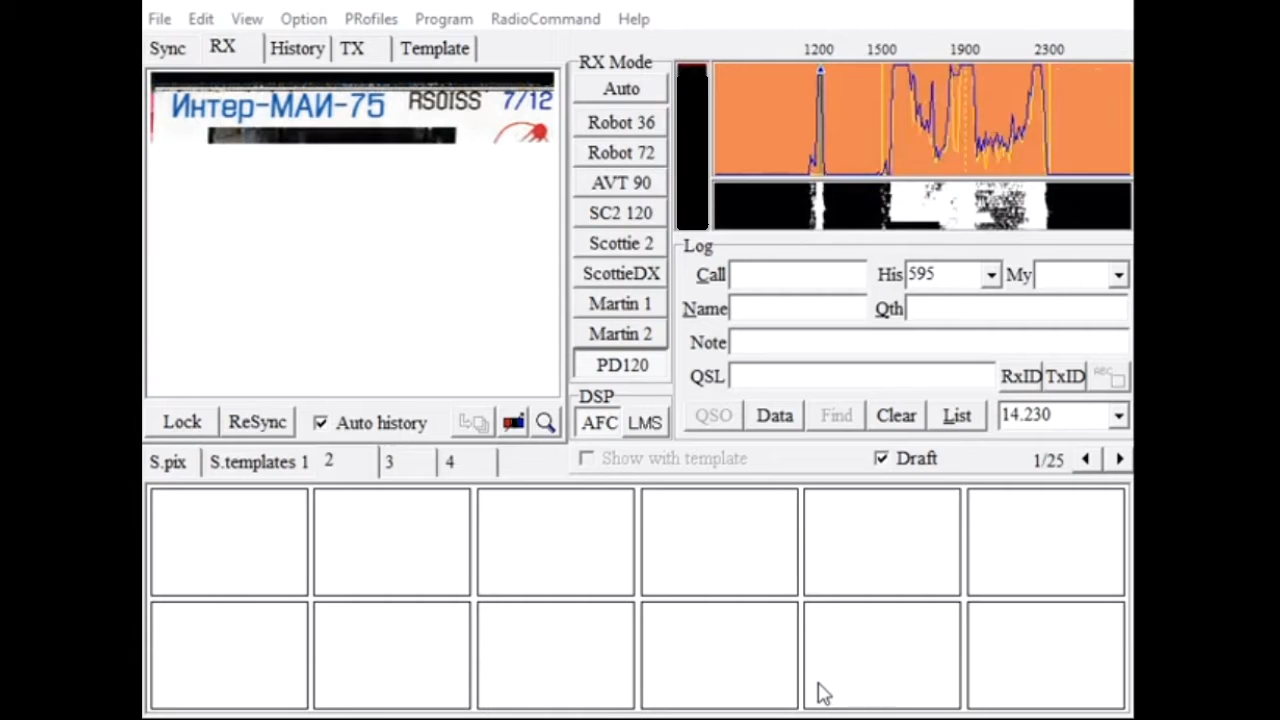 File Edit View Option PRofiles Program RadioCommand Help
Sync RX History TX Template
Интер-МАИ-75 RS0ISS 7/12
Lock ReSync Auto history
RX Mode
Auto
Robot 36
Robot 72
AVT 90
SC2 120
Scottie 2
ScottieDX
Martin 1
Martin 2
PD120
DSP
AFC LMS
1200 1500 1900 2300
Log
Call His 595 My
Name Qth
Note
QSL RxID TxID ABC
QSO Data Find Clear List 14.230
S.pix S.templates 1 2 3 4
Show with template Draft 1/25